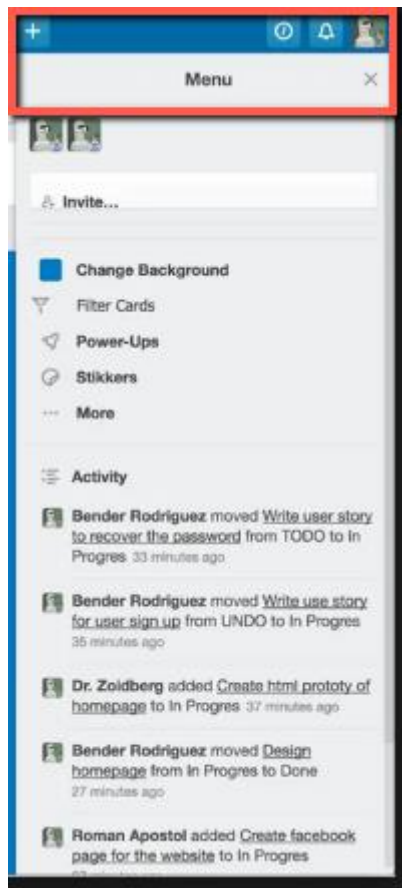 Menu
Invite...
Change Background
Filter Cards
Power-Ups
Stikkers
More
Activity
Bender Rodriguez moved Write user story
to recover the password from TODO to In
Progres 33 minutes ago
Bender Rodriguez moved Write use story
for user sign up from UNDO to In Progres
35 minutes ago
Dr. Zoidberg added Create html prototy of
homepage to In Progres 37 minutes ago
Bender Rodriguez moved Design
homepage from In Progres to Done
27 minutes ago
Roman Apostol added Create facebook
page for the website to In Progres
minutes ago